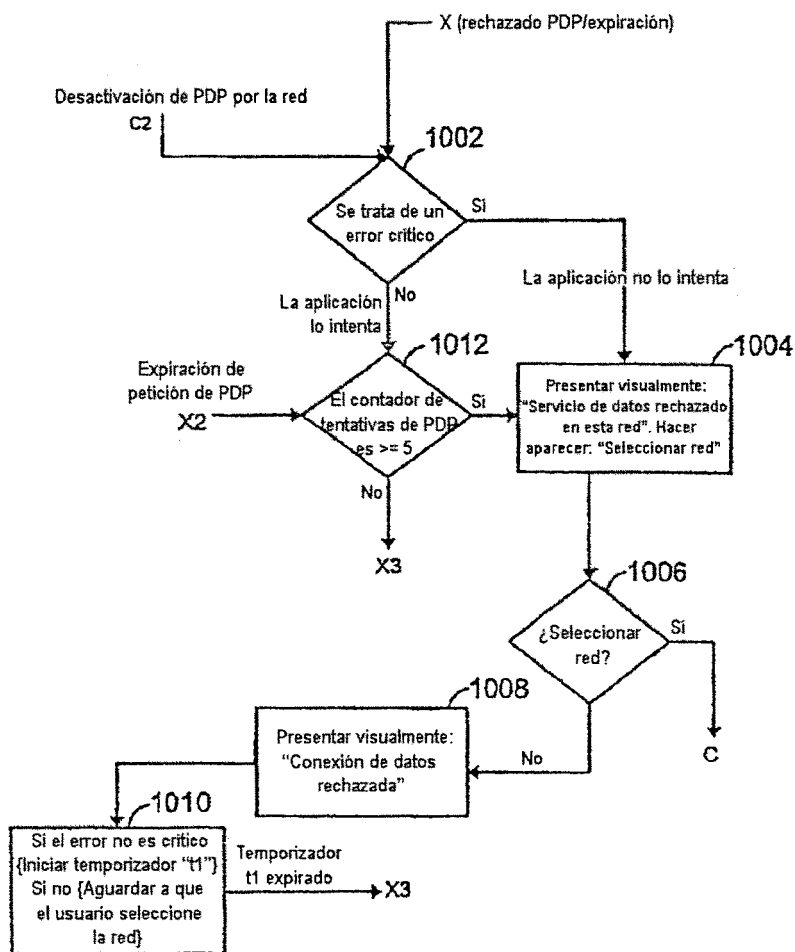 X (rechazado PDP/expiración)
Desactivación de PDP por la red
C2
1002
Se trata de un
error crítico
Sí
La aplicación no lo intenta
No
La aplicación
lo intenta
1012
1004
Expiración de
petición de PDP
X2
El contador de
tentativas de PDP
es >= 5
Sí
Presentar visualmente:
"Servicio de datos rechazado
en esta red". Hacer
aparecer: "Seleccionar red"
No
X3
1006
¿Seleccionar
red?
Sí
C
1008
Presentar visualmente:
"Conexión de datos
rechazada"
No
1010
Si el error no es crítico
{Iniciar temporizador "t1"}
Si no {Aguardar a que
el usuario seleccione
la red}
Temporizador
t1 expirado
X3